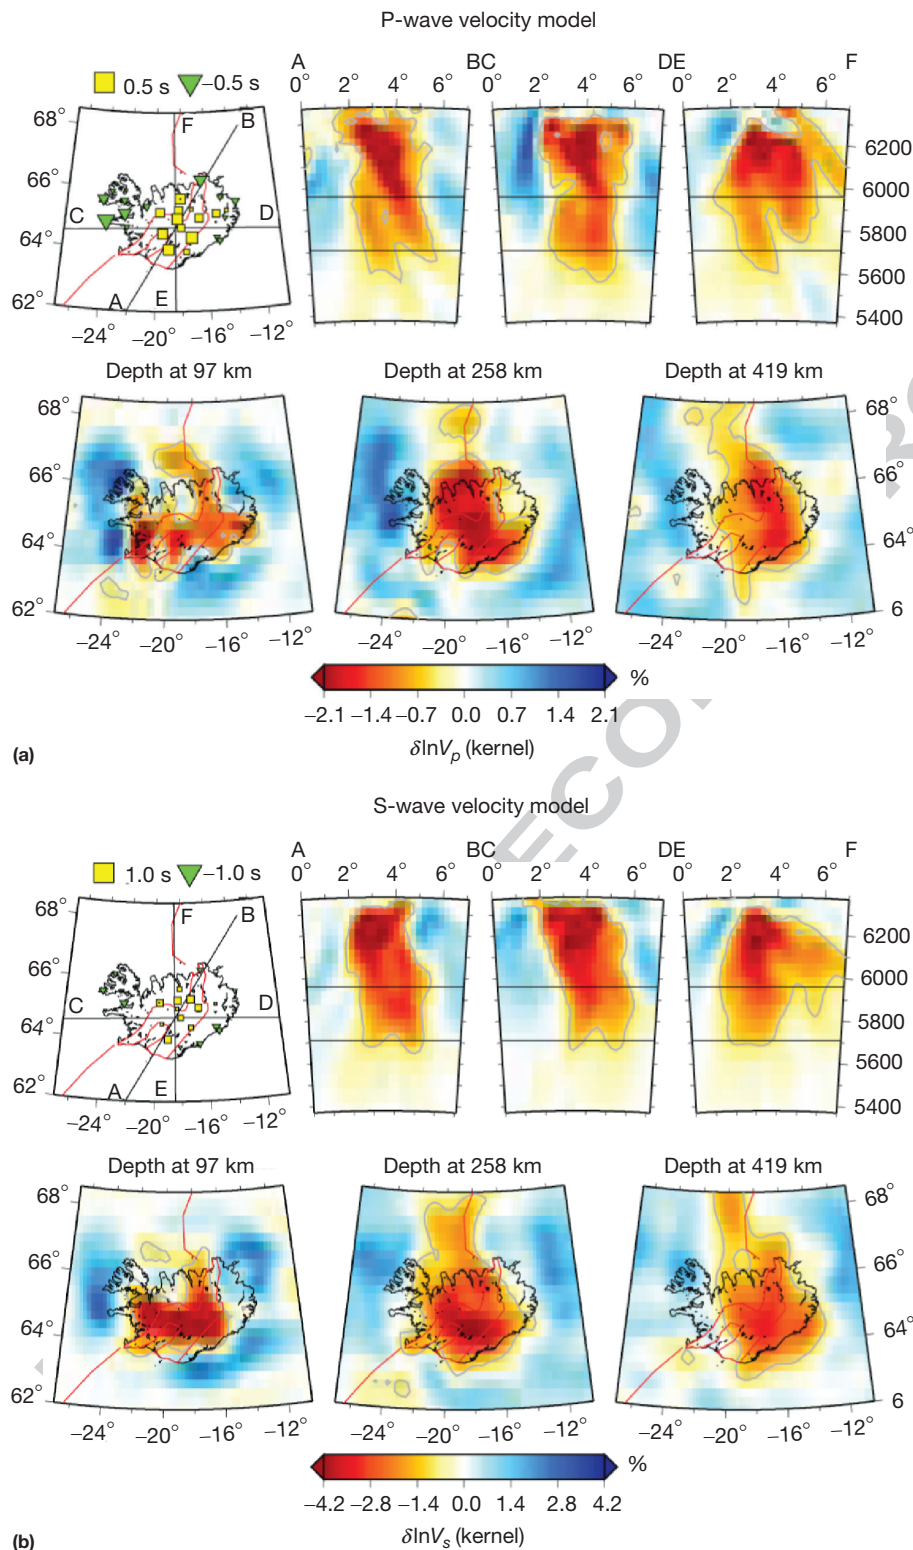 P-wave velocity model
A BC DE F
0° 2° 4° 0° 2° 4° 0° 2° 4° 6°
0.5 s −0.5 s
68°
66°
64°
62°
F B
C D
A E
−24° −20° −16° −12°
6200
6000
5800
5600
5400
Depth at 97 km Depth at 258 km Depth at 419 km
68° 68°
66° 66°
64° 64°
62° 6
−24° −20° −16° −12° −24° −20° −16° −12° −24° −20° −16° −12°
%
−2.1 −1.4 −0.7 0.0 0.7 1.4 2.1
(a)
δlnVp (kernel)
S-wave velocity model
A BC DE F
0° 2° 4° 0° 2° 4° 0° 2° 4° 6°
1.0 s −1.0 s
68°
66°
64°
62°
F B
C D
A E
−24° −20° −16° −12°
6200
6000
5800
5600
5400
Depth at 97 km Depth at 258 km Depth at 419 km
68° 68°
66° 66°
64° 64°
62° 6
−24° −20° −16° −12° −24° −20° −16° −12° −24° −20° −16° −12°
%
−4.2 −2.8 −1.4 0.0 1.4 2.8 4.2
(b)
δlnVs (kernel)